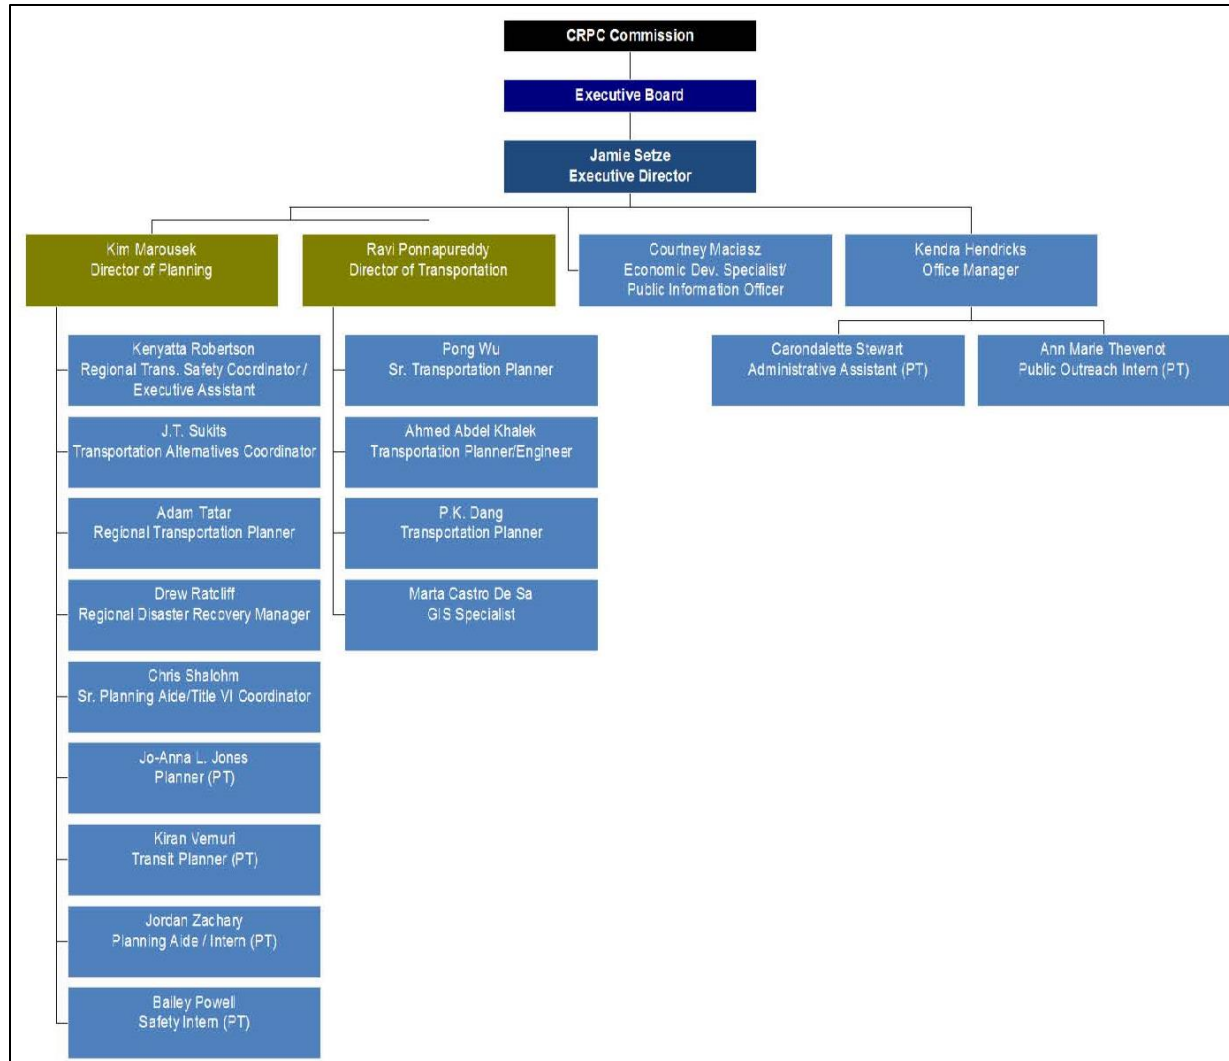 CRPC Commission
Executive Board
Jamie Setze
Executive Director
Kim Marousek
Director of Planning
Ravi Ponnapureddy
Director of Transportation
Courtney Maciasz
Economic Dev. Specialist/
Public Information Officer
Kendra Hendricks
Office Manager
Kenyatta Robertson
Regional Trans. Safety Coordinator /
Executive Assistant
J.T. Sukits
Transportation Alternatives Coordinator
Adam Tatar
Regional Transportation Planner
Drew Ratcliff
Regional Disaster Recovery Manager
Chris Shalohm
Sr. Planning Aide/Title VI Coordinator
Jo-Anna L. Jones
Planner (PT)
Kiran Vemuri
Transit Planner (PT)
Jordan Zachary
Planning Aide / Intern (PT)
Bailey Powell
Safety Intern (PT)
Pong Wu
Sr. Transportation Planner
Ahmed Abdel Khalek
Transportation Planner/Engineer
P.K. Dang
Transportation Planner
Marta Castro De Sa
GIS Specialist
Carondalette Stewart
Administrative Assistant (PT)
Ann Marie Thevenot
Public Outreach Intern (PT)